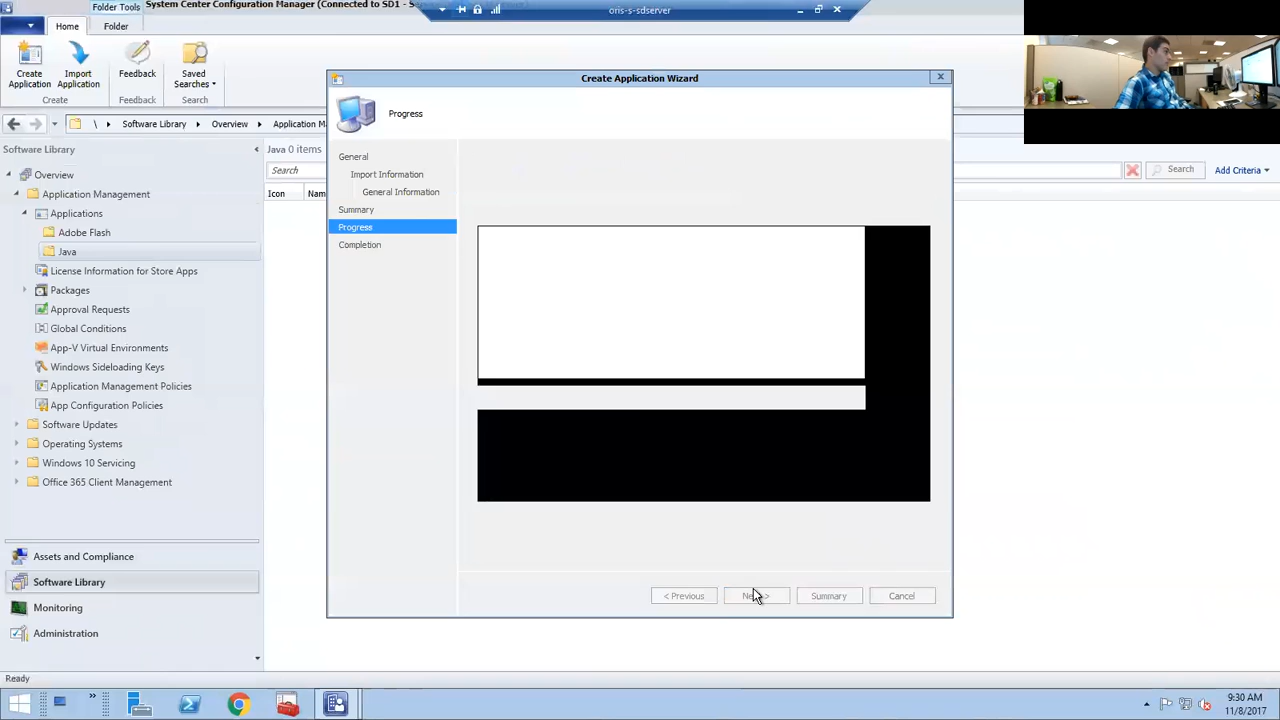 Folder Tools
System Center Configuration Manager (Connected to SD1 -
oris-s-sdserver
Home
Folder
Create
Application
Import
Application
Feedback
Saved
Searches
Create
Feedback
Search
\ Software Library Overview
Software Library
Overview
Application Management
Applications
Adobe Flash
Java
License Information for Store Apps
Packages
Approval Requests
Global Conditions
App-V Virtual Environments
Windows Sideloading Keys
Application Management Policies
App Configuration Policies
Software Updates
Operating Systems
Windows 10 Servicing
Office 365 Client Management
Assets and Compliance
Software Library
Monitoring
Administration
Java 0 items
Search
Search
Add Criteria
Icon
Create Application Wizard
Progress
General
Import Information
General Information
Summary
Progress
Completion
< Previous
Summary
Cancel
Ready
9:30 AM
11/8/2017